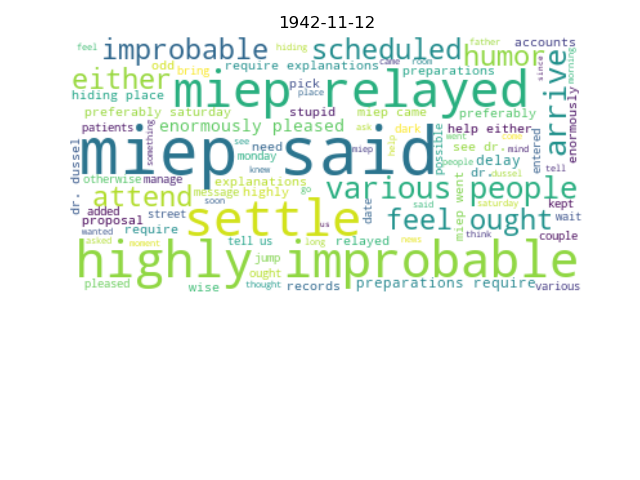 1942-11-12
feel improbable hiding scheduled came room humor father accounts
odd bring require explanations preparations since morning
either miep relayed pick place arrive
hiding place preferably saturday stupid miep came preferably enormously
patients something enormously pleased ask dark help either
dr. dussel miep said see need monday knew miep help possible people see dr. mind entered
otherwise manage explanations delay dr. dussel come went tell
attend message highly go various people
added soon settle us date said saturday kept
proposal street feel ought miep went wait
wanted require tell us long relayed news think couple
asked moment highly improbable jump ought
pleased wise thought records preparations require various